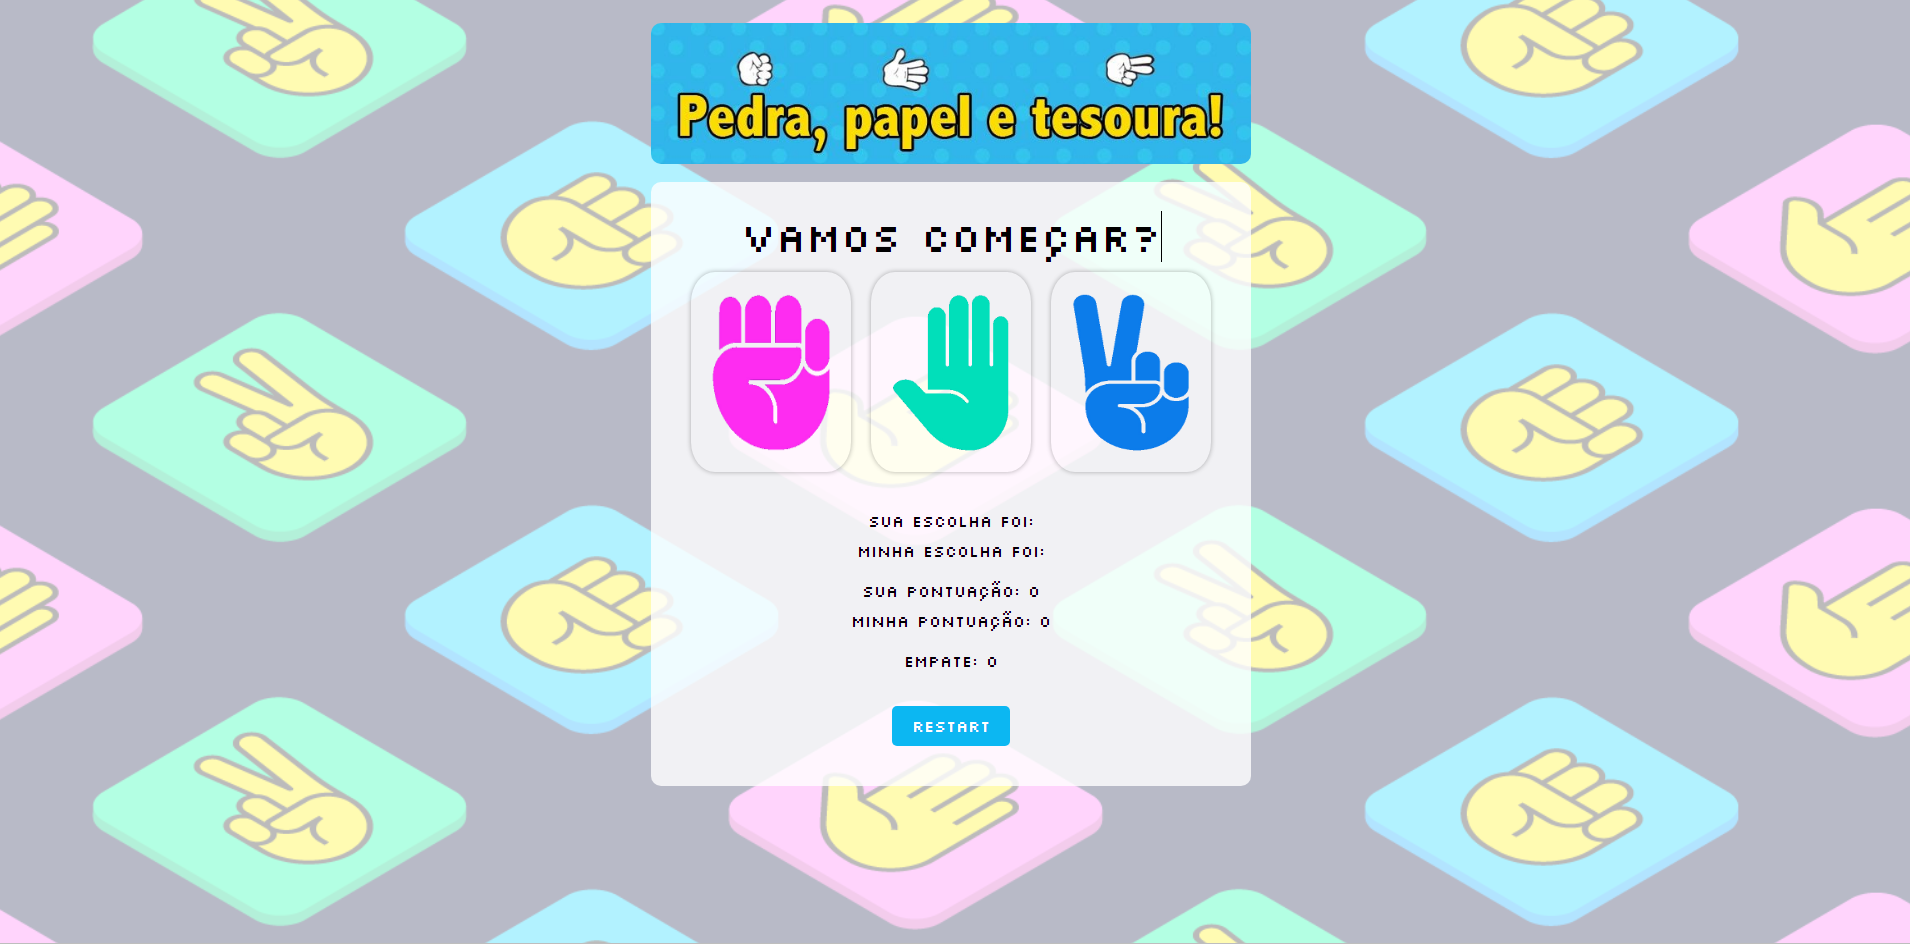 Pedra, papel e tesoura!
VAMOS COMEÇAR?
SUA ESCOLHA FOI:
MINHA ESCOLHA FOI:
SUA PONTUAÇÃO: 0
MINHA PONTUAÇÃO: 0
EMPATE: 0
RESTART